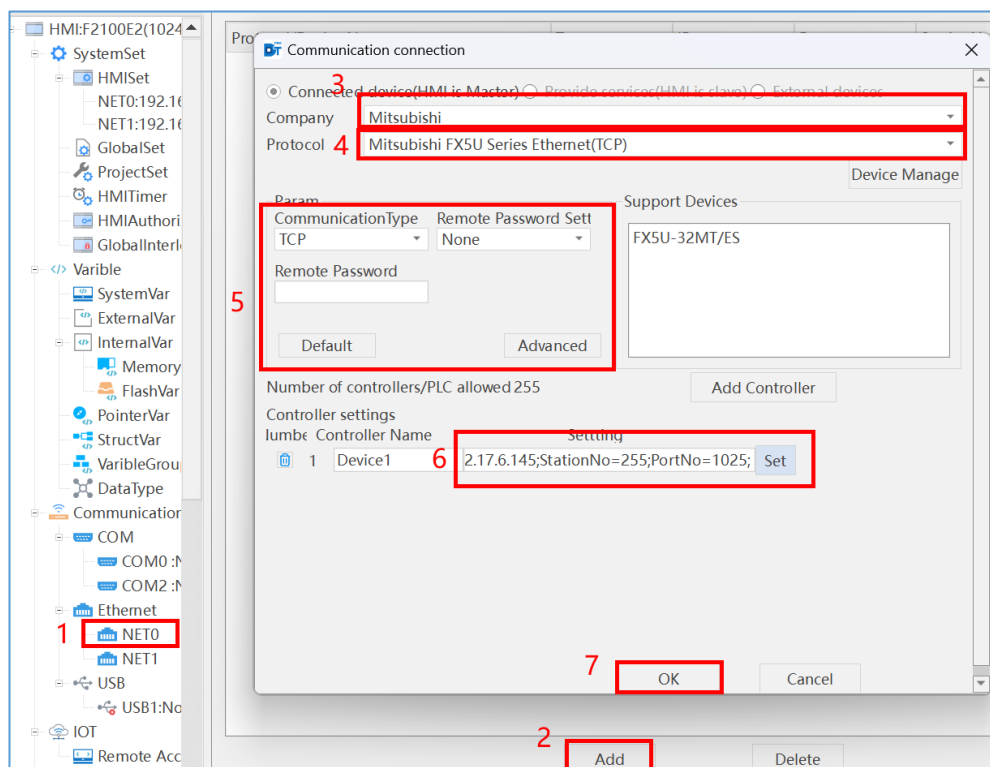 HMI:F2100E2(1024
SystemSet
HMISet
NET0:192.16
NET1:192.16
GlobalSet
ProjectSet
HMITimer
HMIAuthori
GlobalInterl
Varible
SystemVar
ExternalVar
InternalVar
Memory
FlashVar
PointerVar
StructVar
VaribleGrou
DataType
Communication
COM
COM0 :N
COM2 :N
Ethernet
1 NET0
NET1
USB
USB1:No
IOT
Remote Acc
Communication connection
3
Connected device(HMI is Master) Provide services(HMI is slave) External devices
Company Mitsubishi
Protocol 4 Mitsubishi FX5U Series Ethernet(TCP)
Device Manage
Param
CommunicationType Remote Password Sett
TCP None
Remote Password
5
Default Advanced
Support Devices
FX5U-32MT/ES
Number of controllers/PLC allowed 255 Add Controller
Controller settings
lumbe Controller Name Settting
1 Device1 6 2.17.6.145;StationNo=255;PortNo=1025; Set
7 OK Cancel
2 Add Delete